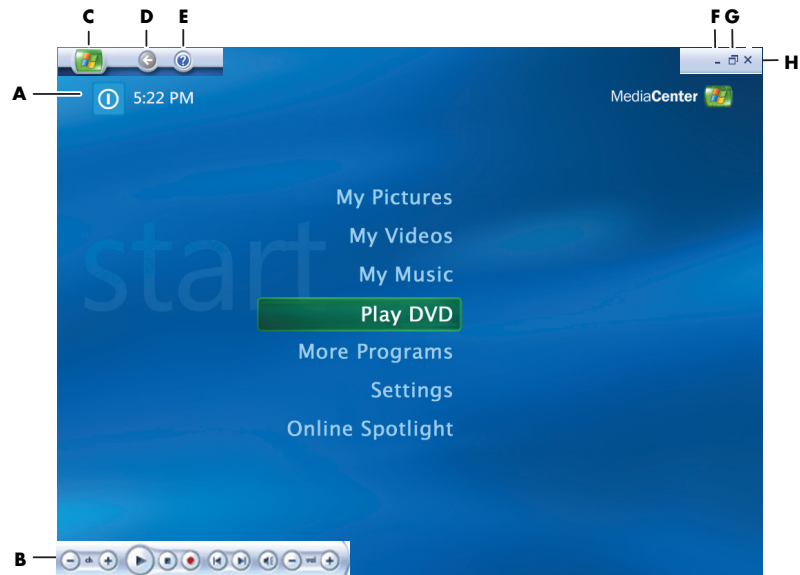 C D E F G
H
A
5:22 PM
MediaCenter
start
My Pictures
My Videos
My Music
Play DVD
More Programs
Settings
Online Spotlight
B
- ch + - vol +